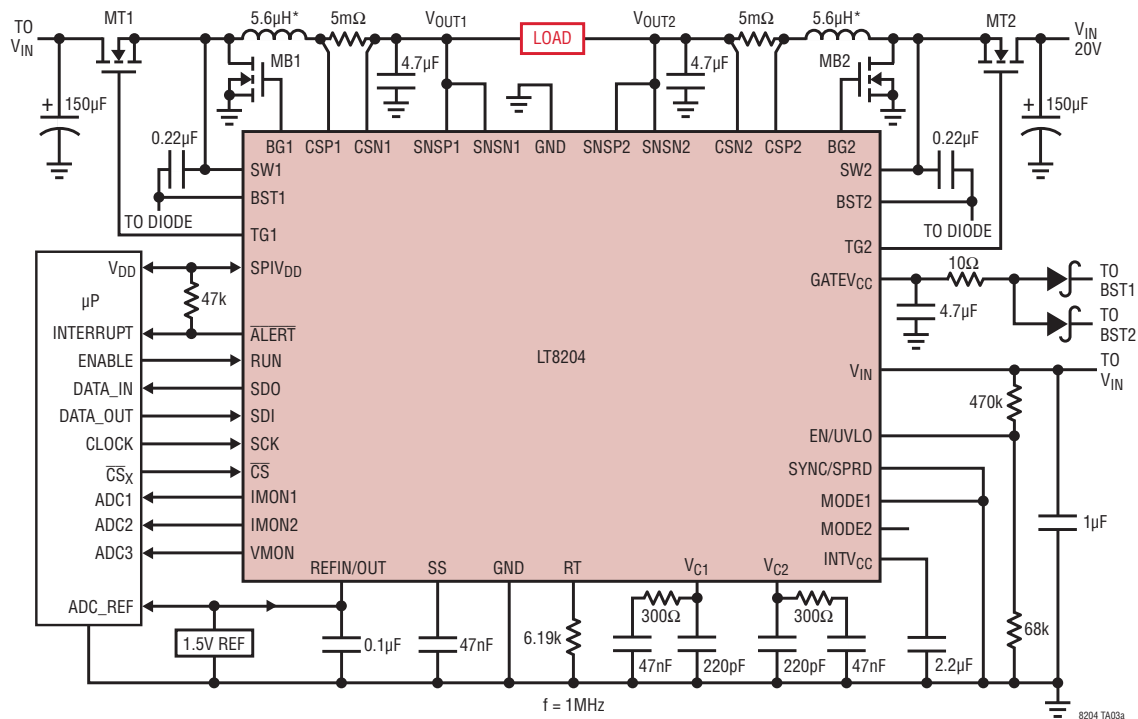 TO
VIN
MT1
5.6µH*
5mΩ
VOUT1
LOAD
VOUT2
5mΩ
5.6µH*
MT2
VIN
20V
MB1
4.7µF
4.7µF
MB2
+
150µF
+
150µF
0.22µF
0.22µF
BG1
CSP1
CSN1
SNSP1
SNSN1
GND
SNSP2
SNSN2
CSN2
CSP2
BG2
SW1
BST1
TO DIODE
TG1
SW2
BST2
TO DIODE
TG2
VDD
SPIVDD
µP
47k
INTERRUPT
ALERT
ENABLE
RUN
DATA_IN
SDO
DATA_OUT
SDI
CLOCK
SCK
CSX
CS
ADC1
IMON1
ADC2
IMON2
ADC3
VMON
ADC_REF
LT8204
GATEVCC
10Ω
TO
BST1
4.7µF
TO
BST2
VIN
TO
VIN
470k
EN/UVLO
SYNC/SPRD
MODE1
MODE2
INTVCC
1µF
REFIN/OUT
SS
GND
RT
VC1
VC2
300Ω
300Ω
1.5V REF
0.1µF
47nF
6.19k
47nF
220pF
220pF
47nF
2.2µF
68k
f = 1MHz
8204 TA03a